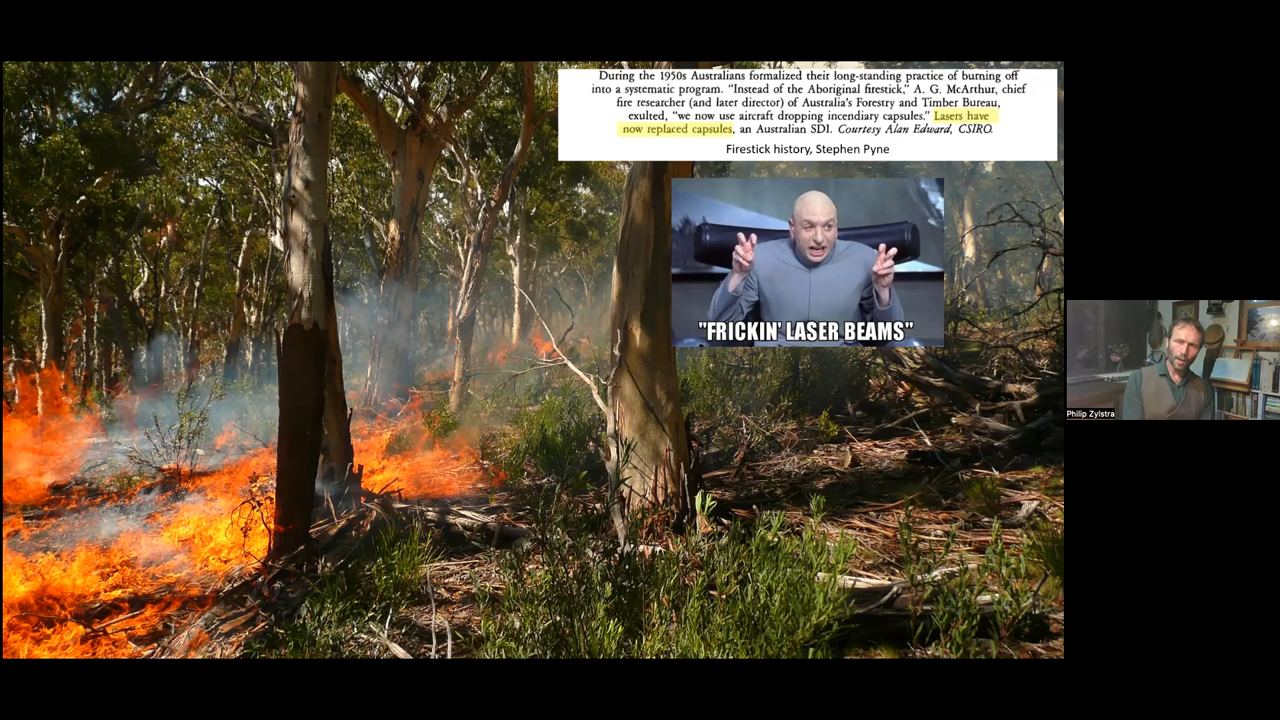 During the 1950s Australians formalized their long-standing practice of burning off
into a systematic program. “Instead of the Aboriginal firestick,” A. G. McArthur, chief
fire researcher (and later director) of Australia’s Forestry and Timber Bureau,
exulted, “we now use aircraft dropping incendiary capsules.” Lasers have
now replaced capsules, an Australian SDI. Courtesy Alan Edward, CSIRO.
Firestick history, Stephen Pyne
"FRICKIN' LASER BEAMS"
Philip Zylstra